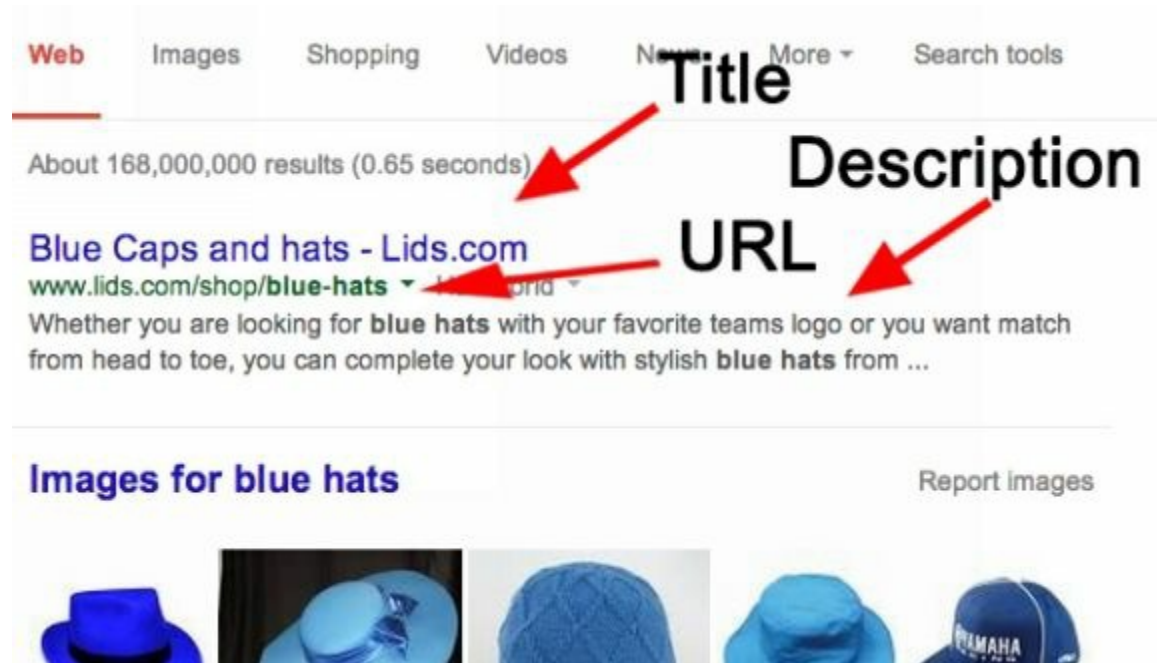 Web Images Shopping Videos News More Search tools
Title
About 168,000,000 results (0.65 seconds)
Description
Blue Caps and hats - Lids.com
URL
www.lids.com/shop/blue-hats
Whether you are looking for blue hats with your favorite teams logo or you want match
from head to toe, you can complete your look with stylish blue hats from ...
Images for blue hats Report images
YAMAHA